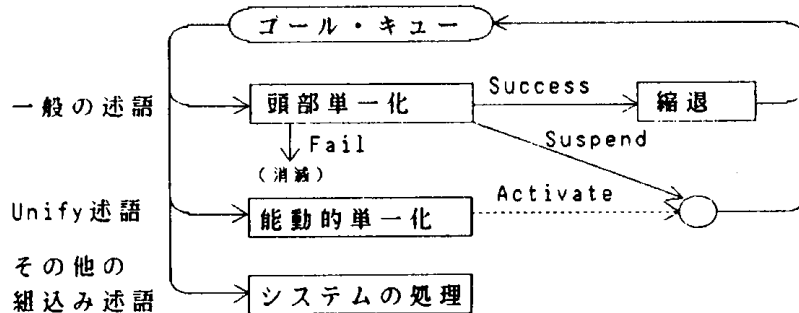 ゴール・キュー
一般の述語
頭部単一化
Success
縮退
Fail
Suspend
(消滅)
Unify述語
能動的単一化
Activate
その他の
組込み述語
システムの処理